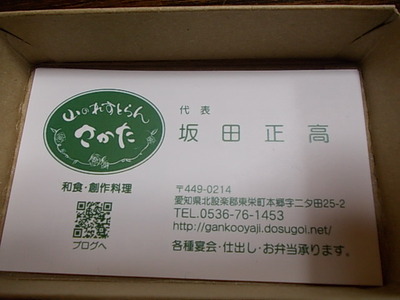 山のれすとらん
さかた
和食・創作料理
ブログへ
代表
坂田正高
〒449-0214
愛知県北設楽郡東栄町本郷字二夕田25-2
TEL.0536-76-1453
http://gankooyaji.dosugoi.net/
各種宴会・仕出し・お弁当承ります。